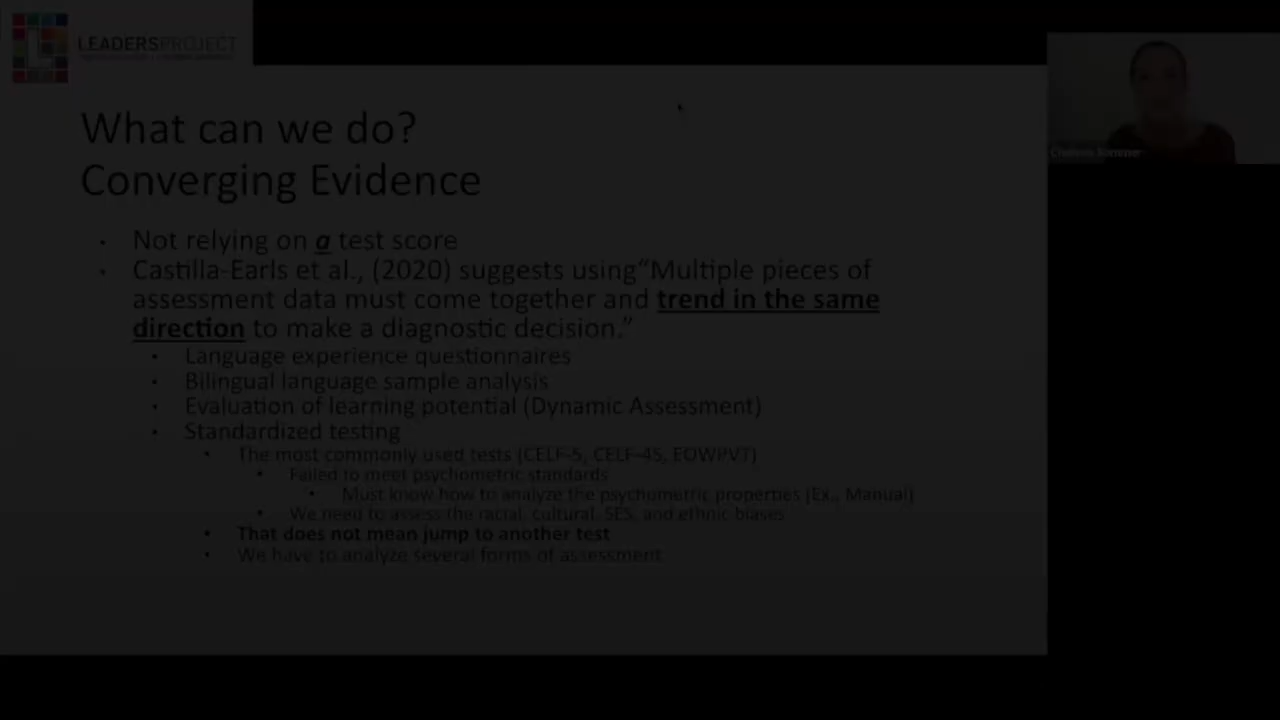 LEADERSPROJECT
What can we do?
Converging Evidence
• Not relying on a test score
• Castilla-Earls et al., (2020) suggests using“Multiple pieces of
assessment data must come together and trend in the same
direction to make a diagnostic decision.”
• Language experience questionnaires
• Bilingual language sample analysis
• Evaluation of learning potential (Dynamic Assessment)
• Standardized testing
• The most commonly used tests (CELF-5, CELF-4S, EOWPVT)
• Failed to meet psychometric standards
• Must know how to analyze the psychometric properties (Ex., Manual)
• We need to assess the racial, cultural, SES, and ethnic biases
• That does not mean jump to another test
• We have to analyze several forms of assessment